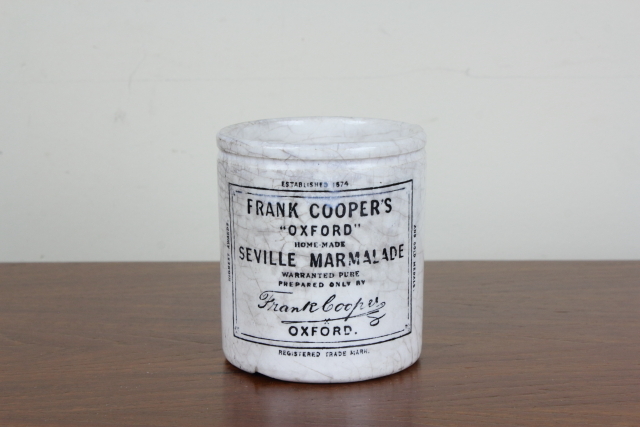 ESTABLISHED 1874
FRANK COOPER'S
"OXFORD"
HOME-MADE
SEVILLE MARMALADE
WARRANTED PURE
PREPARED ONLY BY
Frank Cooper
OXFORD.
REGISTERED TRADE MARK.